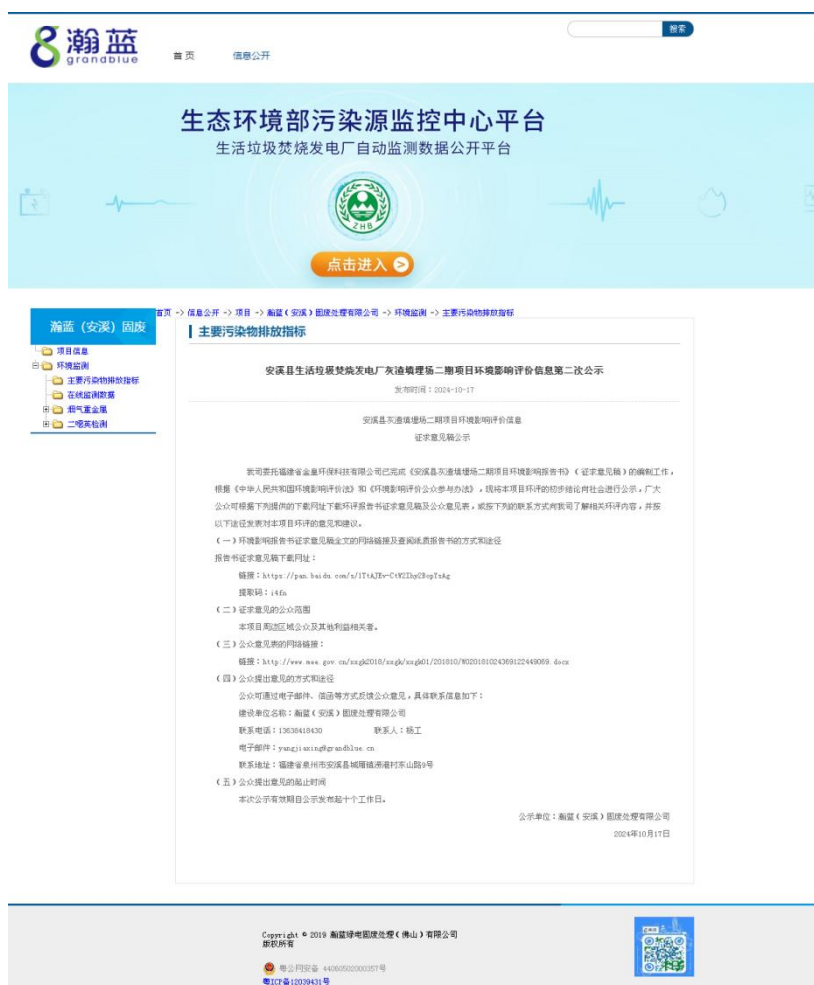 瀚蓝
grandblue
首页
信息公开
搜索
生态环境部污染源监控中心平台
生活垃圾焚烧发电厂自动监测数据公开平台
ZHB
点击进入
瀚蓝（安溪）固废
项目信息
环境监测
主要污染物排放指标
在线监测数据
烟气重金属
二噁英检测
首页 -> 信息公开 -> 项目 -> 瀚蓝（安溪）固废处理有限公司 -> 环境监测 -> 主要污染物排放指标
主要污染物排放指标
安溪县生活垃圾焚烧发电厂灰渣填埋场二期项目环境影响评价信息第二次公示
发布时间：2024-10-17
安溪县灰渣填埋场二期项目环境影响评价信息
征求意见稿公示
我司委托福建省金皇环保科技有限公司已完成《安溪县灰渣填埋场二期项目环境影响报告书》（征求意见稿）的编制工作，
根据《中华人民共和国环境影响评价法》和《环境影响评价公众参与办法》，现将本项目环评的初步结论向社会进行公示，广大
公众可根据下列提供的下载网址下载环评报告书征求意见稿及公众意见表，或按下列的联系方式向我司了解相关环评内容，并按
以下途径发表对本项目环评的意见和建议。
（一）环境影响报告书征求意见稿全文的网络链接及查阅纸质报告书的方式和途径
报告书征求意见稿下载网址：
链接：https://pan.baidu.com/s/
提取码：i4fn
（二）征求意见的公众范围
本项目周边区域公众及其他利益相关者。
（三）公众意见表的网络链接：
链接：http://www.mee.gov.cn/xxgk2018/xxgk/xxgk01/201810/W020181024369122449069.docx
（四）公众提出意见的方式和途径
公众可通过电子邮件、信函等方式反馈公众意见，具体联系信息如下：
建设单位名称：瀚蓝（安溪）固废处理有限公司
联系电话：13638418430 联系人：杨工
电子邮件：yangjiaxing@grandblue.cn
联系地址：福建省泉州市安溪县城厢镇涝港村东山路9号
（五）公众提出意见的起止时间
本次公示有效期自公示发布起十个工作日。
公示单位：瀚蓝（安溪）固废处理有限公司
2024年10月17日
Copyright © 2019 瀚蓝绿电固废处理（佛山）有限公司
版权所有
粤公网安备 44060502000357号
粤ICP备12039431号